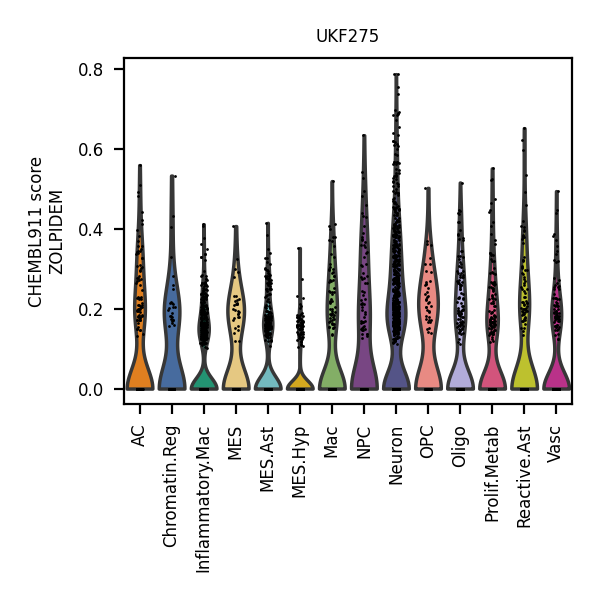 UKF275
CHEMBL911 score
ZOLPIDEM
0.8
0.6
0.4
0.2
0.0
AC
Chromatin.Reg
Inflammatory.Mac
MES
MES.Ast
MES.Hyp
Mac
NPC
Neuron
OPC
Oligo
Prolif.Metab
Reactive.Ast
Vasc